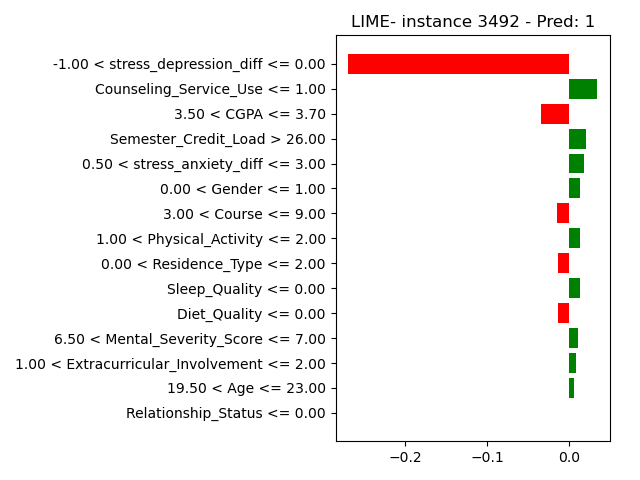 LIME- instance 3492 - Pred: 1
-1.00 < stress_depression_diff <= 0.00
Counseling_Service_Use <= 1.00
3.50 < CGPA <= 3.70
Semester_Credit_Load > 26.00
0.50 < stress_anxiety_diff <= 3.00
0.00 < Gender <= 1.00
3.00 < Course <= 9.00
1.00 < Physical_Activity <= 2.00
0.00 < Residence_Type <= 2.00
Sleep_Quality <= 0.00
Diet_Quality <= 0.00
6.50 < Mental_Severity_Score <= 7.00
1.00 < Extracurricular_Involvement <= 2.00
19.50 < Age <= 23.00
Relationship_Status <= 0.00
−0.2 −0.1 0.0